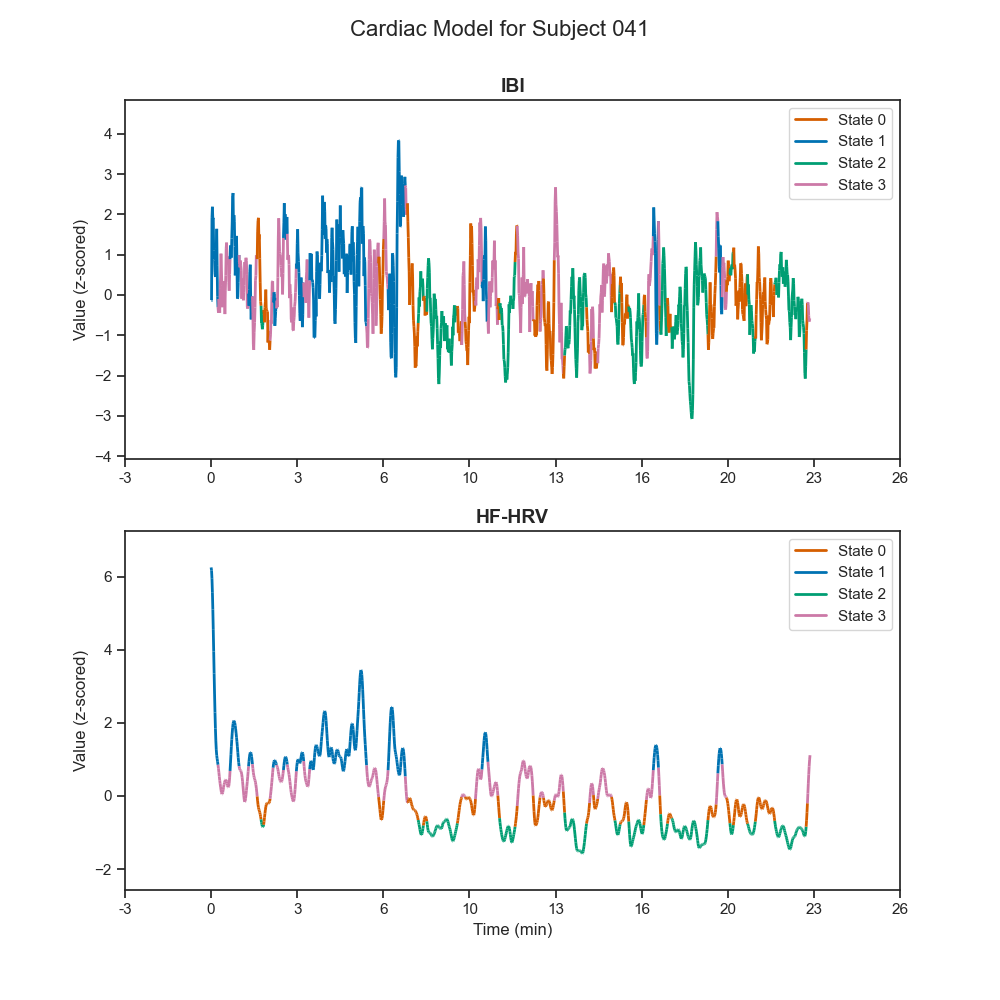 Cardiac Model for Subject 041
IBI
Value (z-scored)
4
3
2
1
0
−1
−2
−3
−4
State 0
State 1
State 2
State 3
-3
0
3
6
10
13
16
20
23
26
HF-HRV
Value (z-scored)
6
4
2
0
−2
State 0
State 1
State 2
State 3
-3
0
3
6
10
13
16
20
23
26
Time (min)